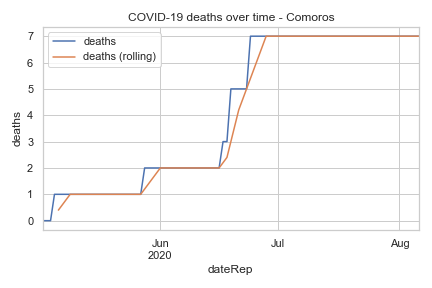 COVID-19 deaths over time - Comoros
deaths
deaths (rolling)
7
6
5
4
3
2
1
0
deaths
Jun
2020
Jul
Aug
dateRep